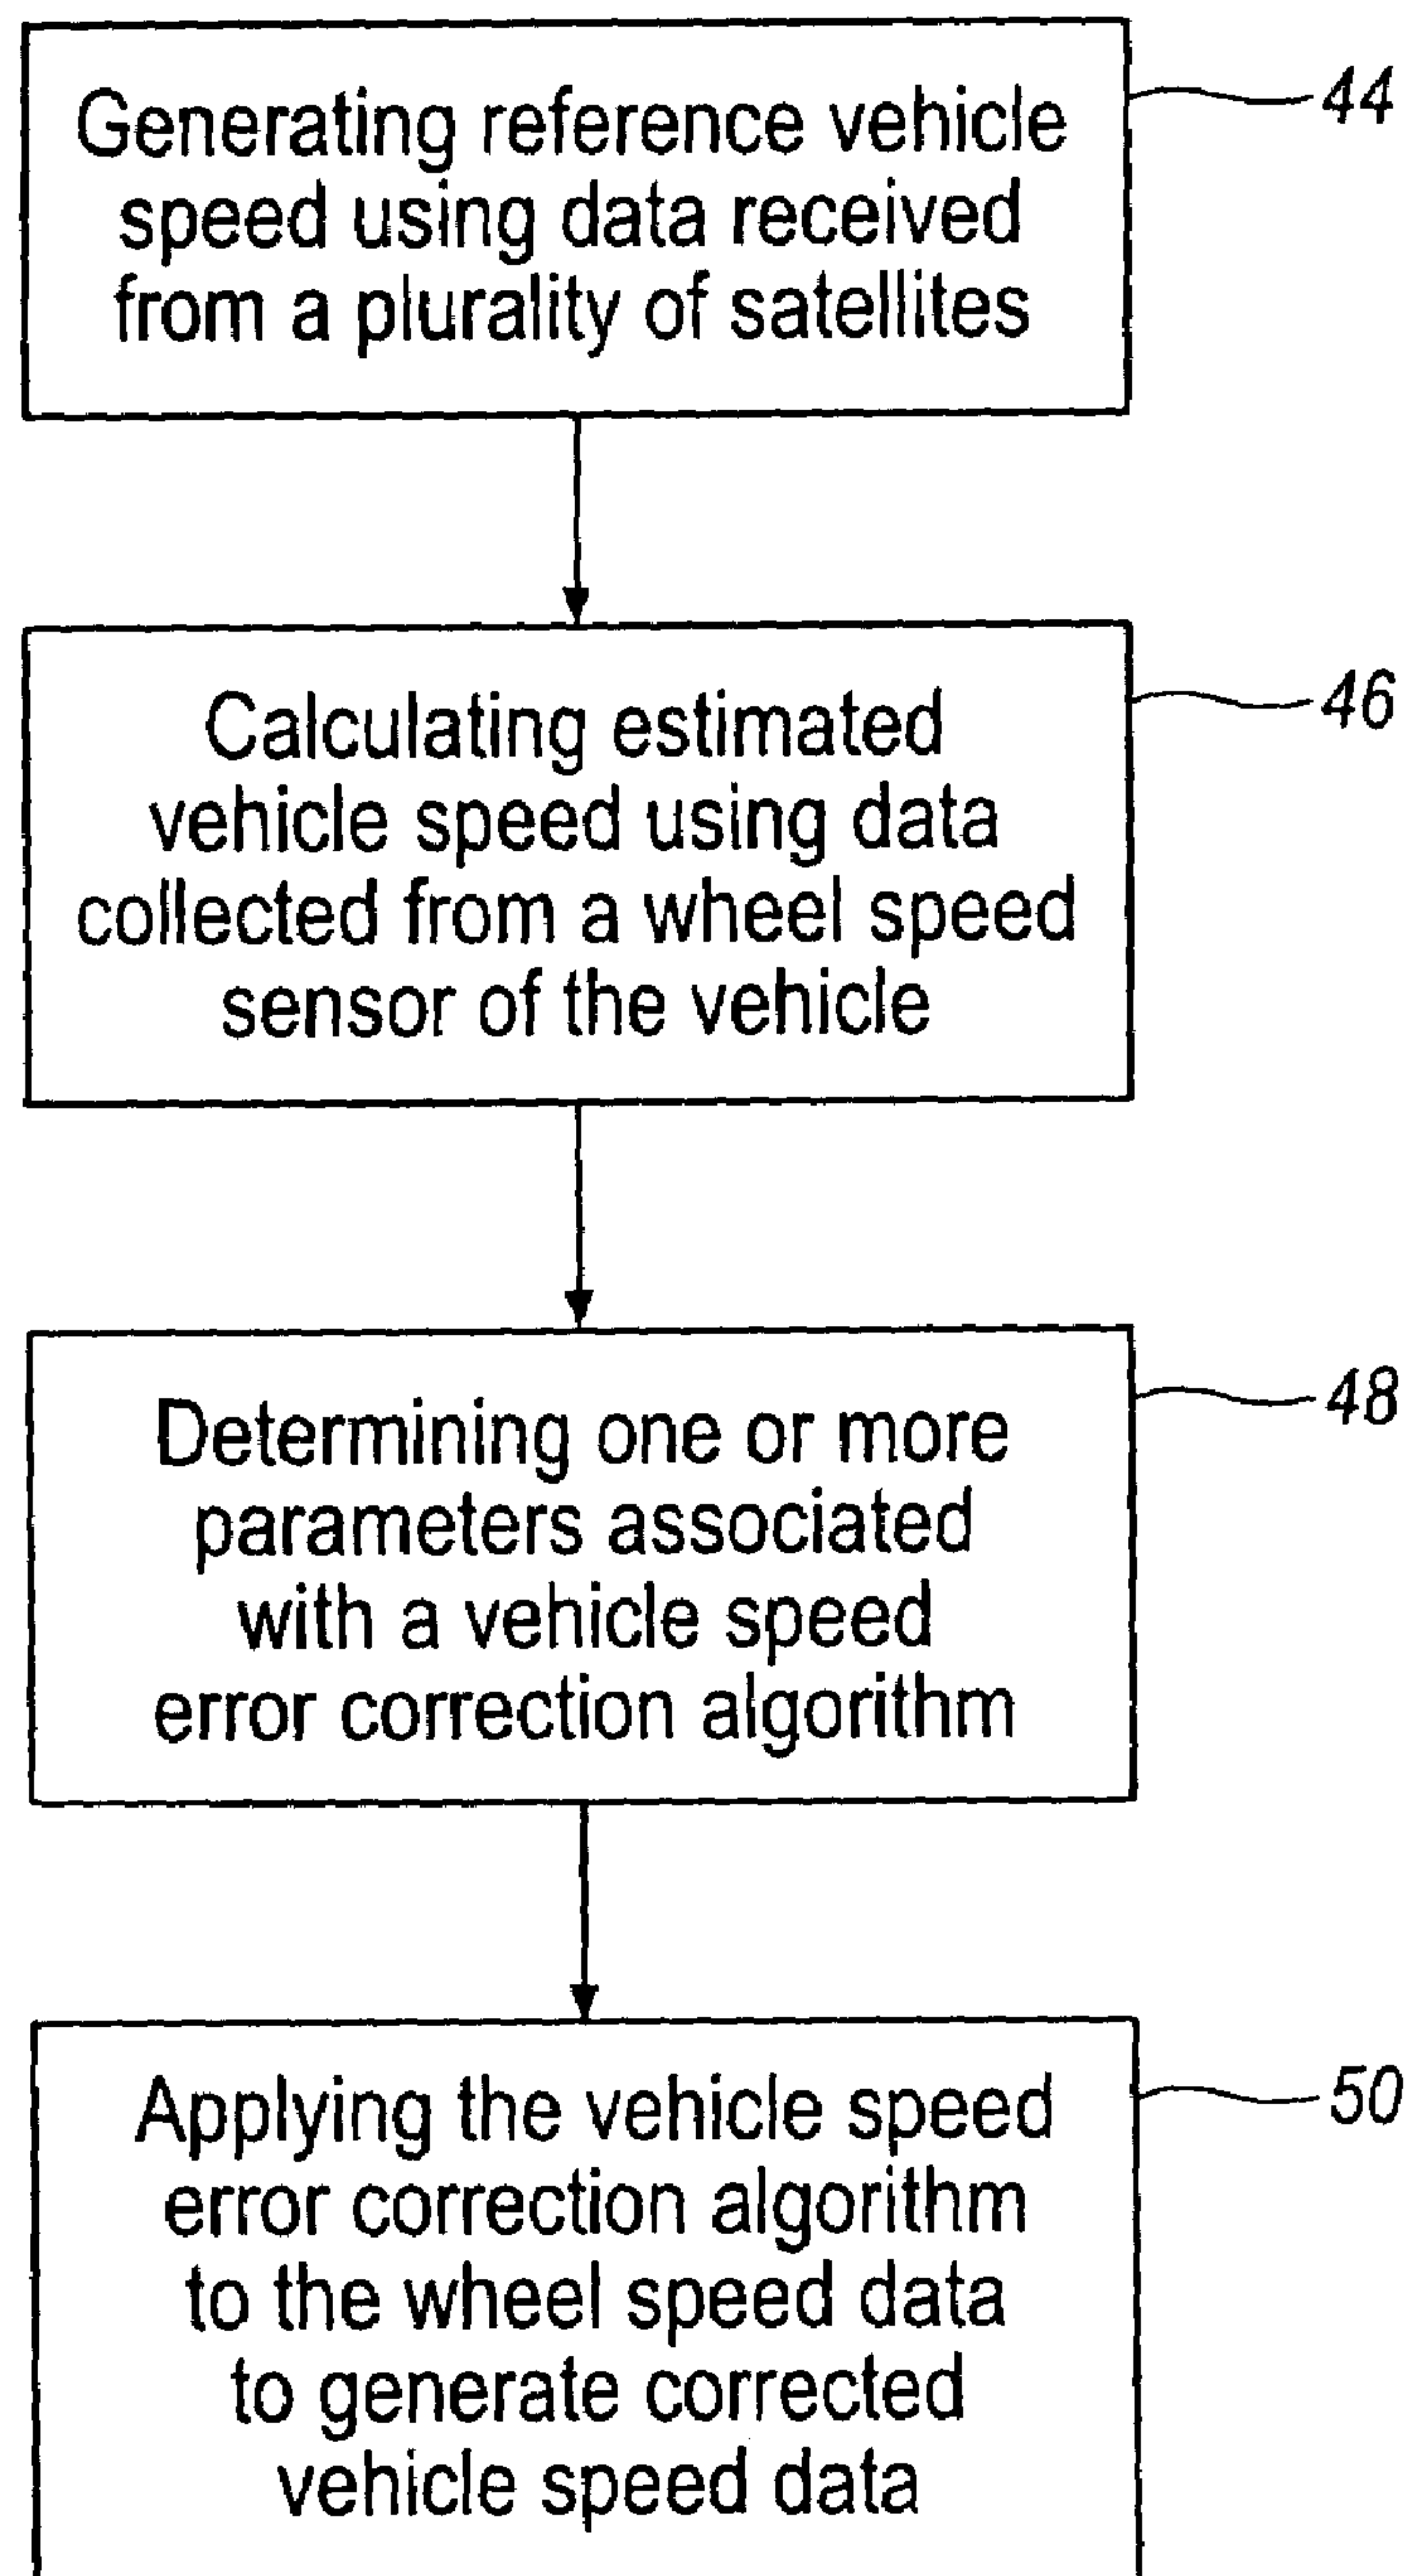 Generating reference vehicle
speed using data received
from a plurality of satellites
44
Calculating estimated
vehicle speed using data
collected from a wheel speed
sensor of the vehicle
46
Determining one or more
parameters associated
with a vehicle speed
error correction algorithm
48
Applying the vehicle speed
error correction algorithm
to the wheel speed data
to generate corrected
vehicle speed data
50